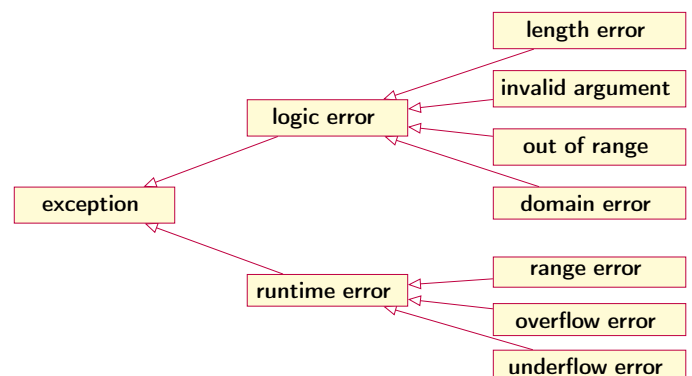 length error
invalid argument
logic error
out of range
exception
domain error
range error
runtime error
overflow error
underflow error